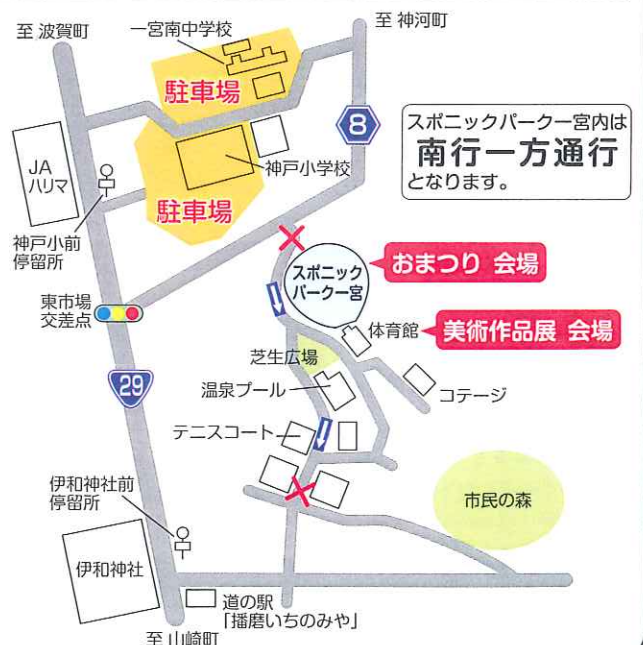 至 波賀町
一宮南中学校
至 神河町
駐車場
8
スポニックパーク一宮内は
南行一方通行
となります。
JA
ハリマ
神戸小学校
駐車場
神戸小前
停留所
スポニック
パーク一宮
おまつり 会場
東市場
交差点
体育館
美術作品展 会場
芝生広場
29
温泉プール
コテージ
テニスコート
伊和神社前
停留所
市民の森
伊和神社
道の駅
「播磨いちのみや」
至 山崎町